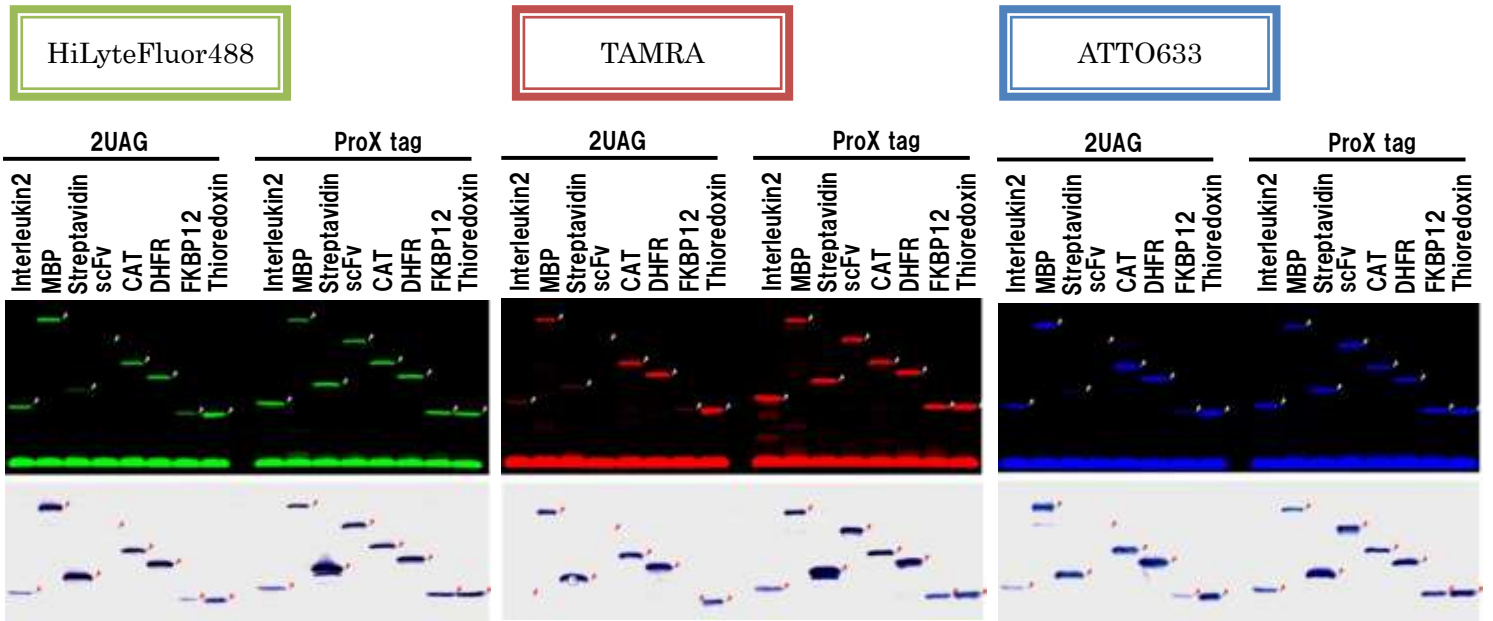 HiLyteFluor488 TAMRA ATTO633
2UAG ProX tag 2UAG ProX tag 2UAG ProX tag
Interleukin2 MBP Streptavidin scFv CAT DHFR FKBP12 Thioredoxin Interleukin2 MBP Streptavidin scFv CAT DHFR FKBP12 Thioredoxin Interleukin2 MBP Streptavidin scFv CAT DHFR FKBP12 Thioredoxin Interleukin2 MBP Streptavidin scFv CAT DHFR FKBP12 Thioredoxin Interleukin2 MBP Streptavidin scFv CAT DHFR FKBP12 Thioredoxin Interleukin2 MBP Streptavidin scFv CAT DHFR FKBP12 Thioredoxin